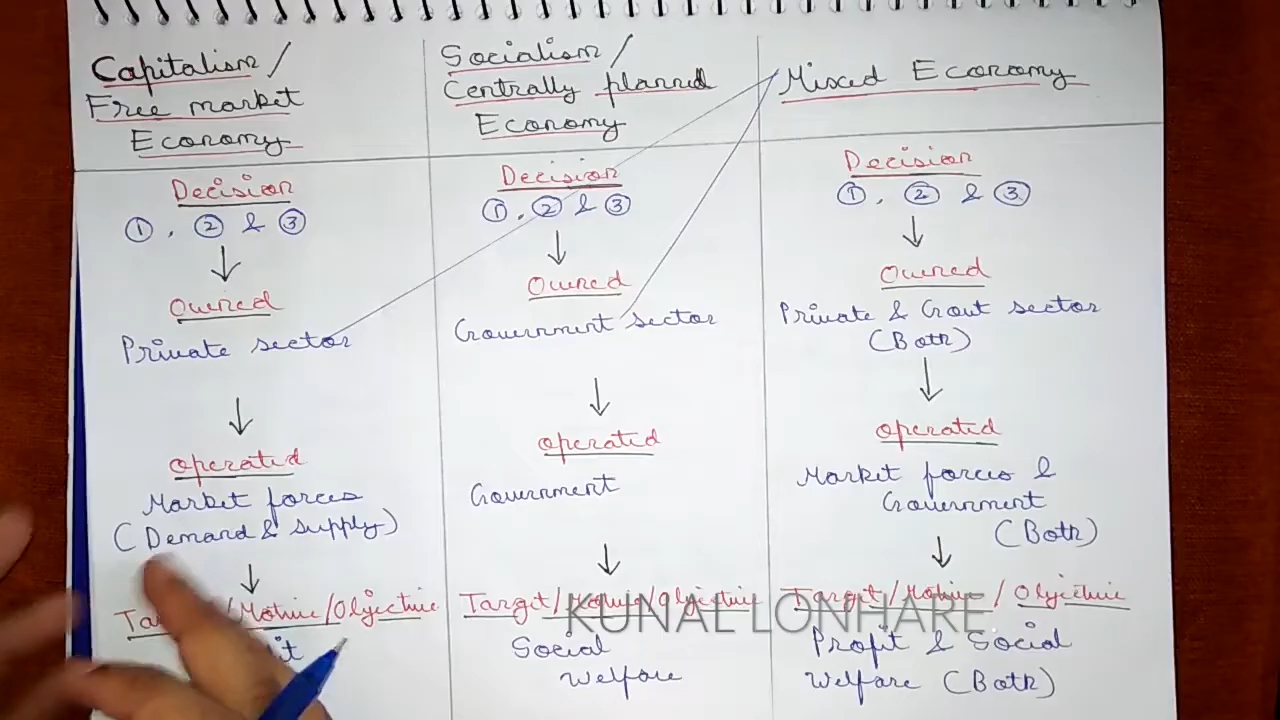 Capitalism /
Free market
Economy
Decision
①, ② & ③
Owned
Private sector
Operated
Market forces
(Demand & supply)
/Motive/Objective
Socialism /
Centrally planned
Economy
Decision
①, ② & ③
Owned
Government sector
Operated
Government
Target/Motive/Objective
Social
Welfare
Mixed Economy
Decision
①, ② & ③
Owned
Private & Govt sector
(Both)
Operated
Market forces &
Government
(Both)
Target/Motive/Objective
Profit & Social
Welfare (Both)
KUNAL LONHARE